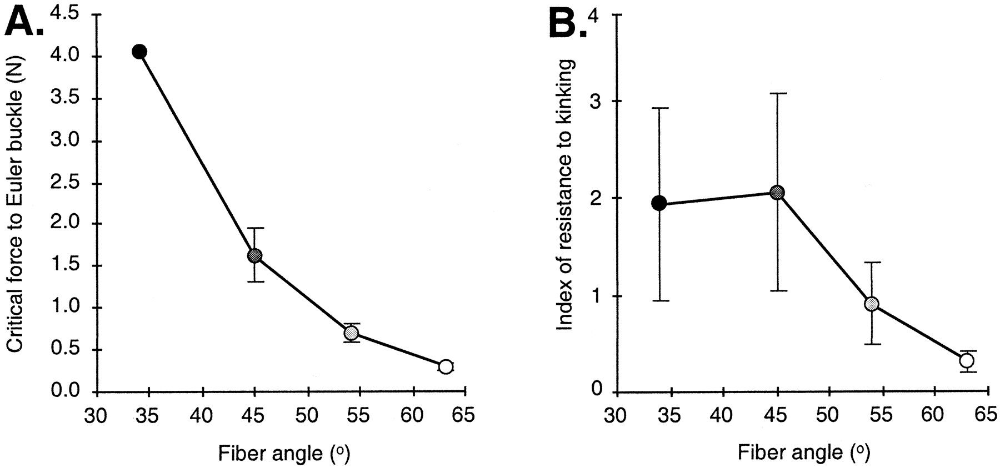 A.
Critical force to Euler buckle (N)
4.5
4.0
3.5
3.0
2.5
2.0
1.5
1.0
0.5
0.0
30 35 40 45 50 55 60 65
Fiber angle (o)
B.
Index of resistance to kinking
4
3
2
1
0
30 35 40 45 50 55 60 65
Fiber angle (o)